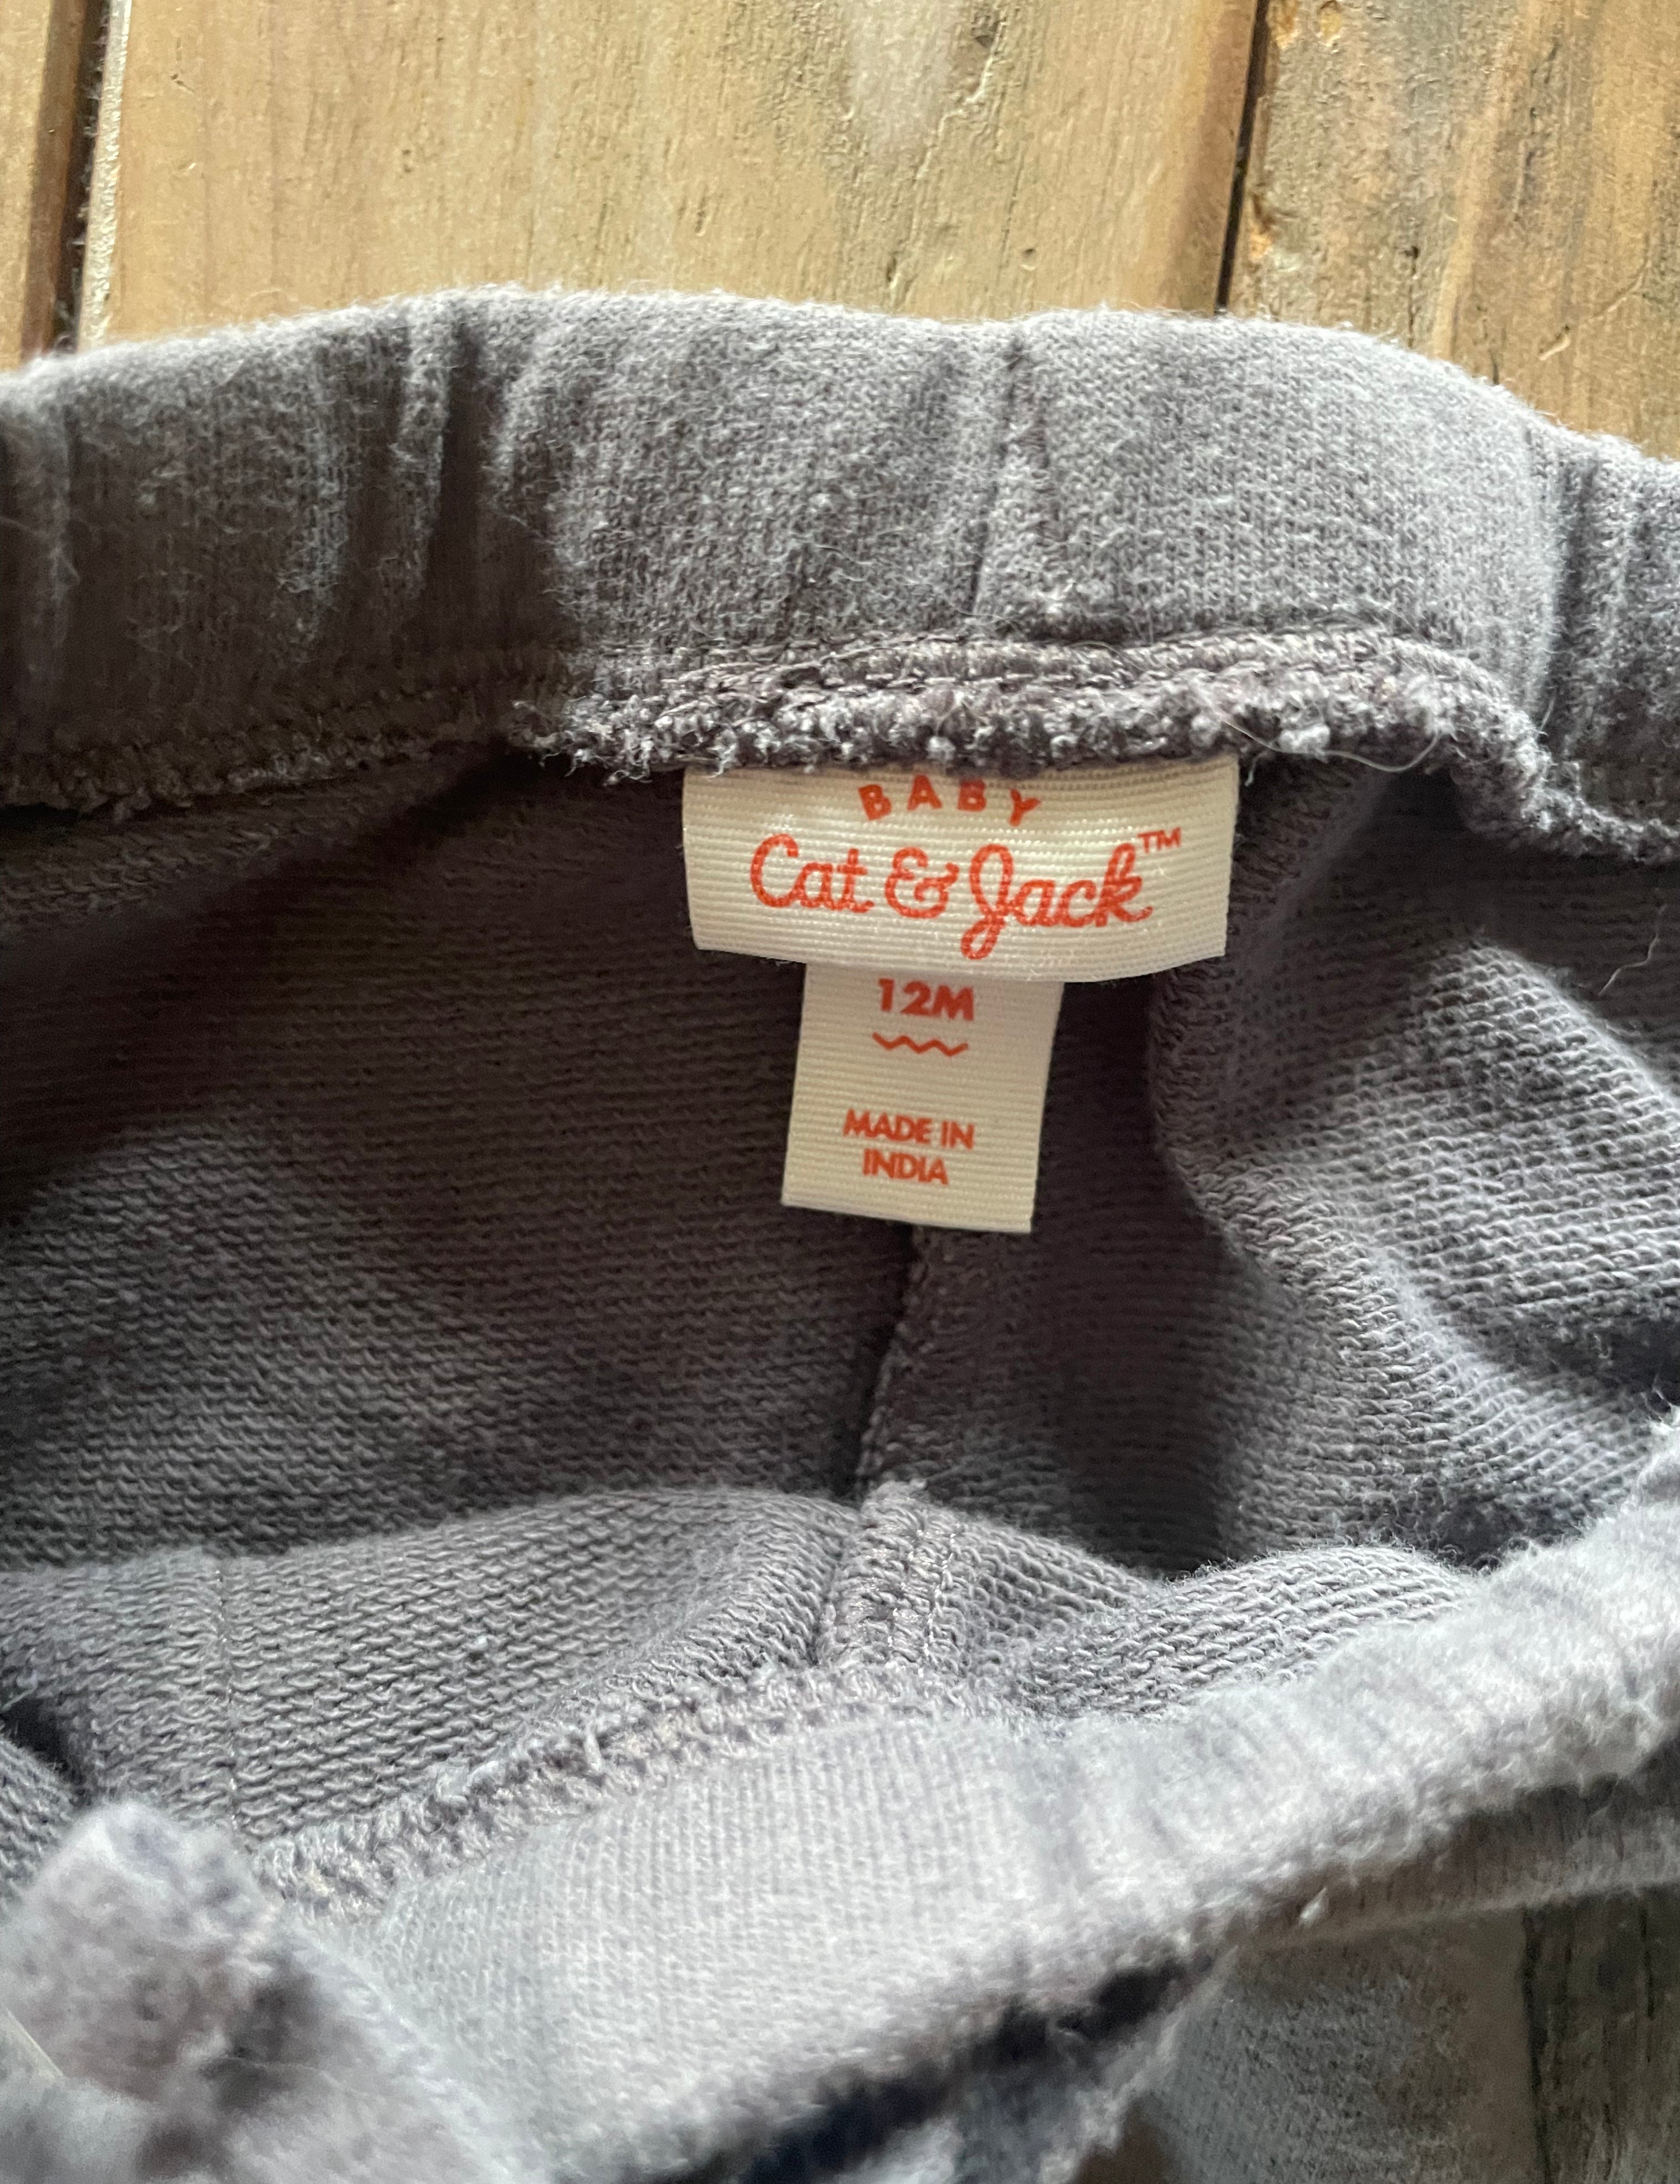 BABY
Cat & Jack™
12M
MADE IN
INDIA